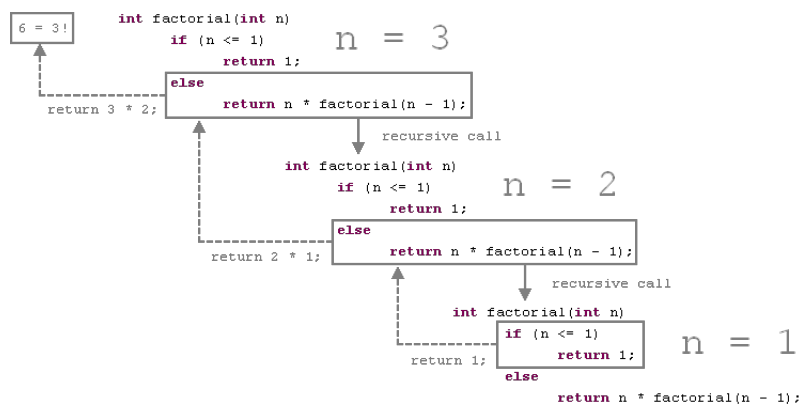 6 = 3!
int factorial(int n)
if (n <= 1)
return 1;
n = 3
else
return n * factorial(n - 1);
return 3 * 2;
recursive call
int factorial(int n)
if (n <= 1)
return 1;
n = 2
else
return n * factorial(n - 1);
return 2 * 1;
recursive call
int factorial(int n)
if (n <= 1)
return 1;
n = 1
return 1;
else
return n * factorial(n - 1);